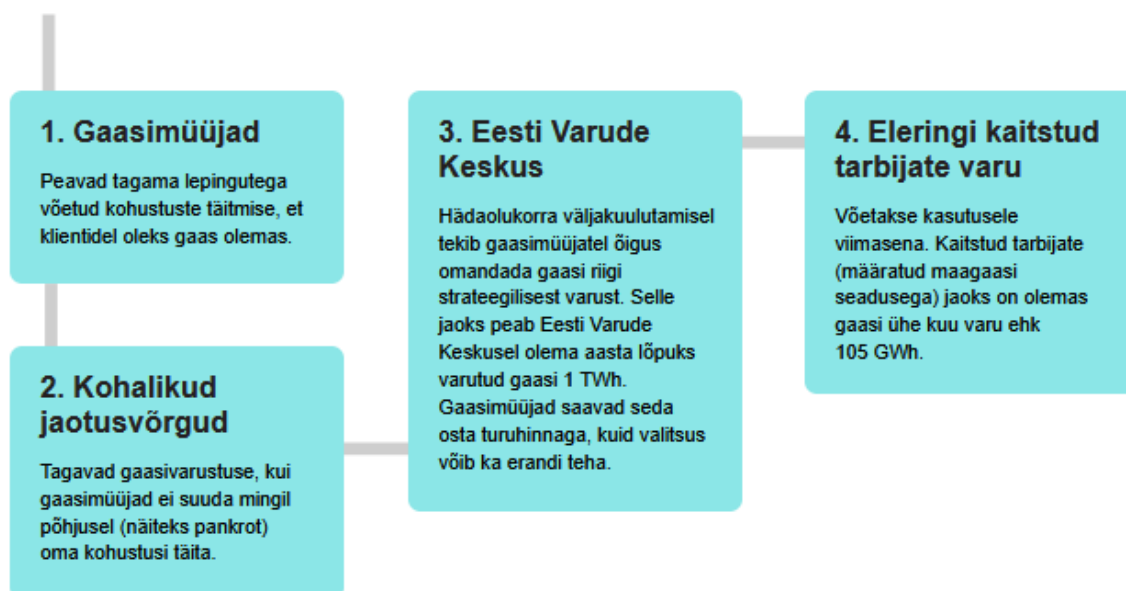 1. Gaasimüüjad
Peavad tagama lepingutega
võetud kohustuste täitmise, et
klientidel oleks gaas olemas.
2. Kohalikud
jaotusvõrgud
Tagavad gaasivarustuse, kui
gaasimüüjad ei suuda mingil
põhjusel (näiteks pankrot)
oma kohustusi täita.
3. Eesti Varude
Keskus
Hädaolukorra väljakuulutamisel
tekib gaasimüüjatel õigus
omandada gaasi riigi
strateegilisest varust. Selle
jaoks peab Eesti Varude
Keskusel olema aasta lõpuks
varutud gaasi 1 TWh.
Gaasimüüjad saavad seda
osta turuhinnaga, kuid valitsus
võib ka erandi teha.
4. Eleringi kaitstud
tarbijate varu
Võetakse kasutusele
viimasena. Kaitstud tarbijate
(määratud maagaasi
seadusega) jaoks on olemas
gaasi ühe kuu varu ehk
105 GWh.